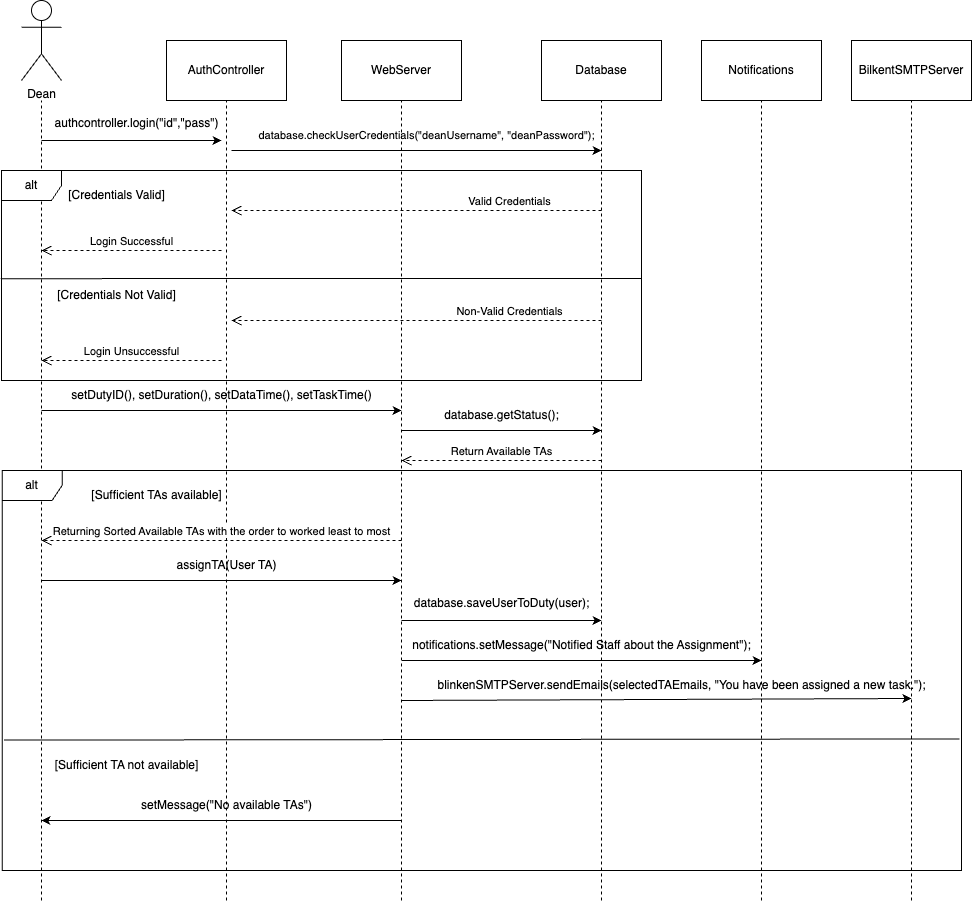 Dean
AuthController
WebServer
Database
Notifications
BilkentSMTPServer
authcontroller.login("id","pass")
database.checkUserCredentials("deanUsername", "deanPassword");
alt
[Credentials Valid]
Valid Credentials
Login Successful
[Credentials Not Valid]
Non-Valid Credentials
Login Unsuccessful
setDutyID(), setDuration(), setDataTime(), setTaskTime()
database.getStatus();
Return Available TAs
alt
[Sufficient TAs available]
Returning Sorted Available TAs with the order to worked least to most
assignTA(User TA)
database.saveUserToDuty(user);
notifications.setMessage("Notified Staff about the Assignment");
blinkenSMTPServer.sendEmails(selectedTAEmails, "You have been assigned a new task.");
[Sufficient TA not available]
setMessage("No available TAs")